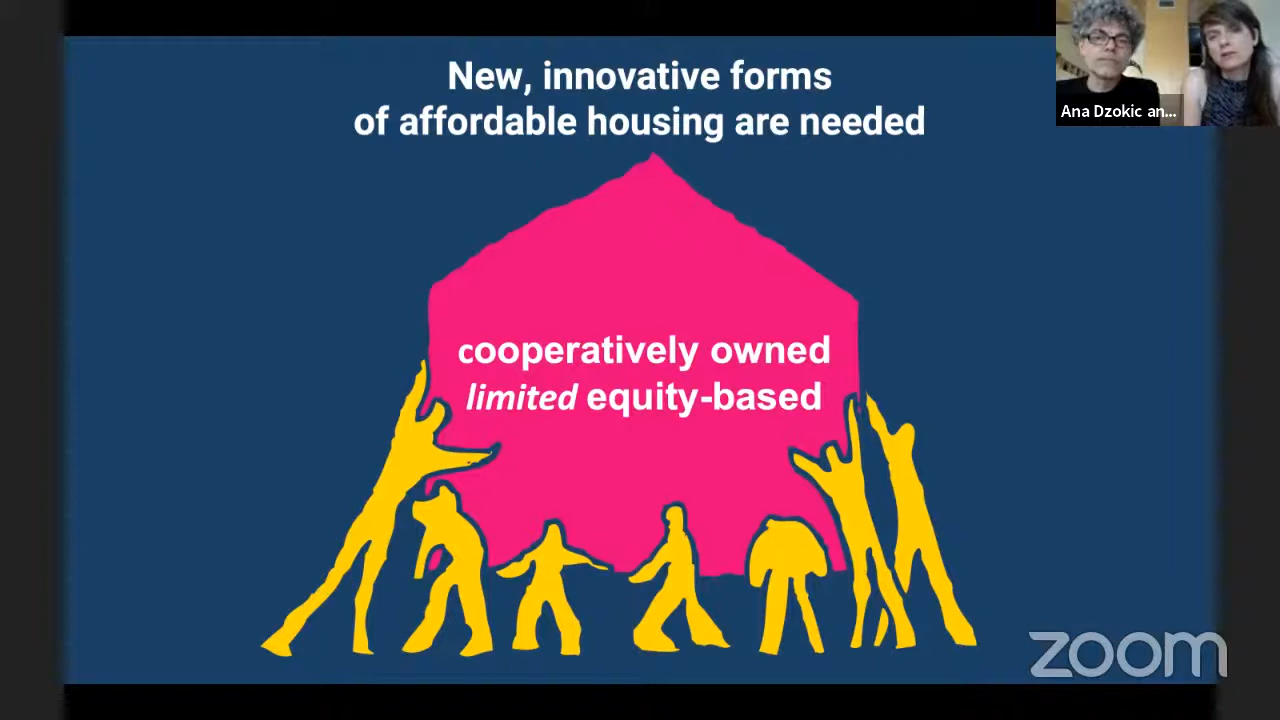 New, innovative forms
of affordable housing are needed
cooperatively owned
limited equity-based
Ana Dzokic an...
zoom